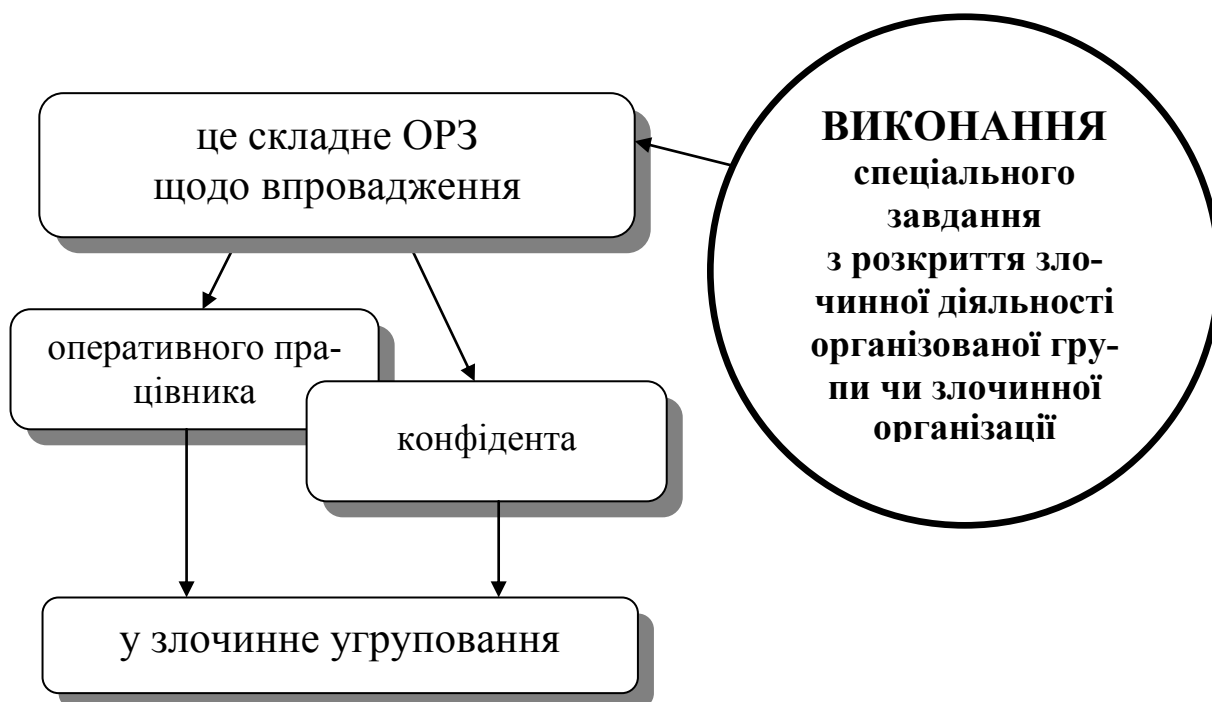 це складне ОРЗ
щодо впровадження
ВИКОНАННЯ
спеціального
завдання
з розкриття зло-
чинної діяльності
організованої гру-
пи чи злочинної
організації
оперативного пра-
цівника
конфідента
у злочинне угруповання